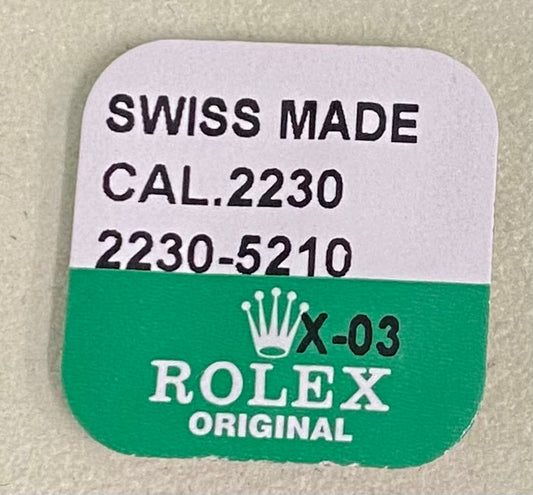 SWISS MADE
CAL.2230
2230-5210
X-03
ROLEX
ORIGINAL